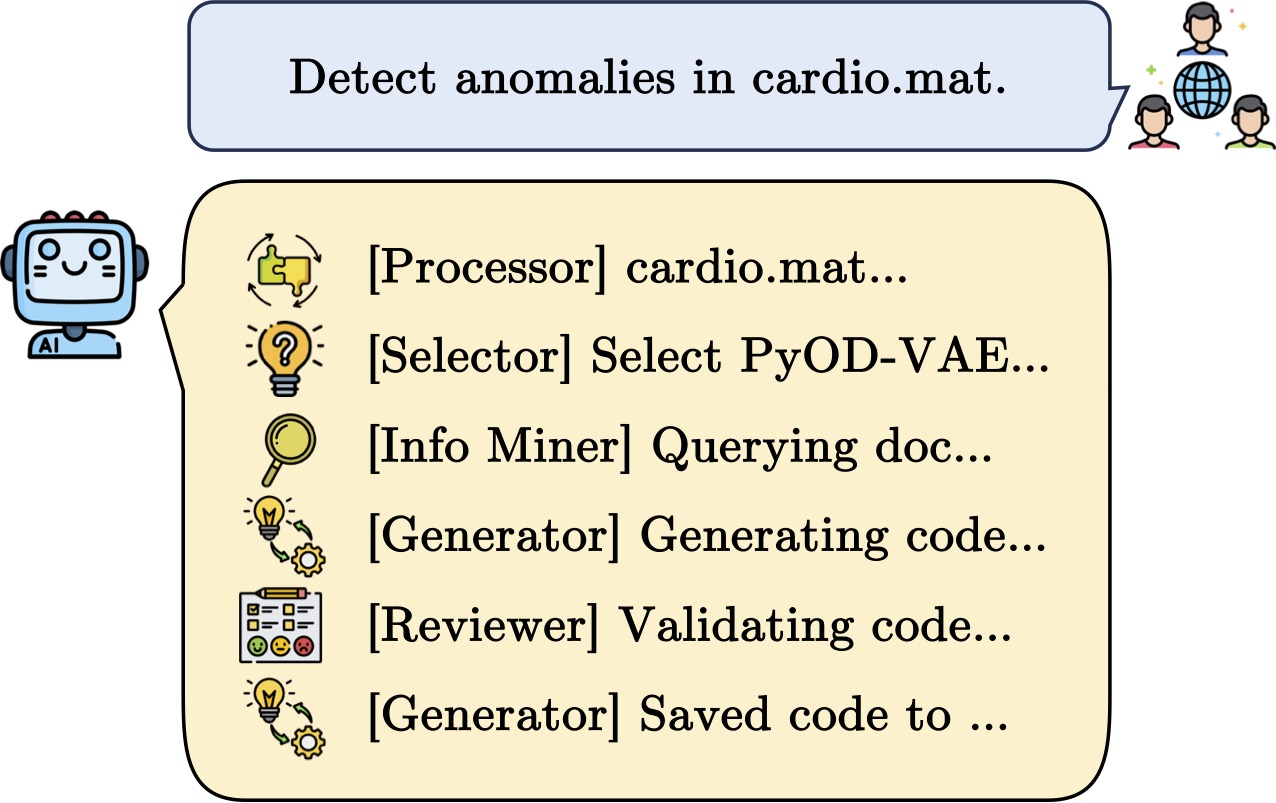 Detect anomalies in cardio.mat.
[Processor] cardio.mat...
AI
[Selector] Select PyOD-VAE...
[Info Miner] Querying doc...
[Generator] Generating code...
[Reviewer] Validating code...
[Generator] Saved code to ...